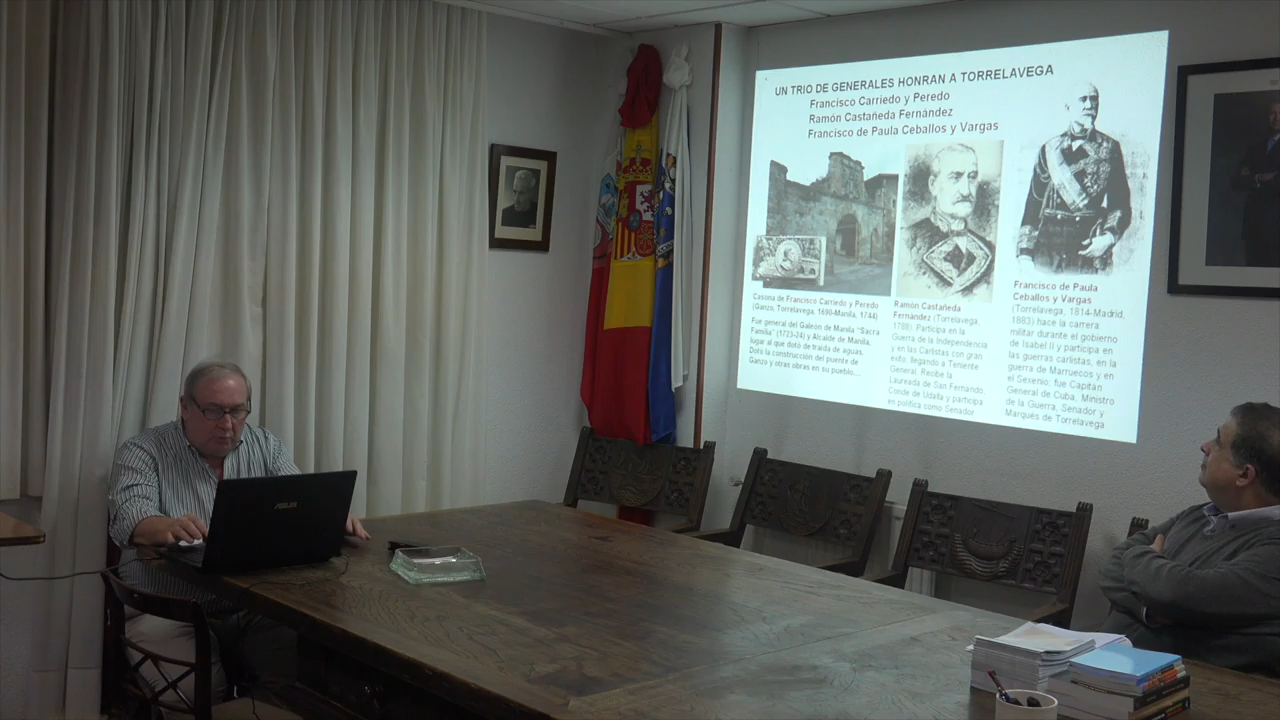 UN TRIO DE GENERALES HONRAN A TORRELAVEGA
Francisco Carriedo y Peredo
Ramón Castañeda Fernández
Francisco de Paula Ceballos y Vargas
Casona de Francisco Carriedo y Peredo
(Ganzo, Torrelavega, 1690-Manila, 1744)
Fue general del Galeón de Manila "Sacra
Familia" (1723-24) y Alcalde de Manila,
lugar al que dotó de traída de aguas.
Dotó la construcción del puente de
Ganzo y otras obras en su pueblo....
Ramón Castañeda
Fernández (Torrelavega,
1788). Participa en la
Guerra de la Independencia
y en las Carlistas con gran
éxito, llegando a Teniente
General. Recibe la
Laureada de San Fernando,
Conde de Udalla y participa
en política como Senador
Francisco de Paula
Ceballos y Vargas
(Torrelavega, 1814-Madrid,
1883) hace la carrera
militar durante el gobierno
de Isabel II y participa en
las guerras carlistas, en la
guerra de Marruecos y en
el Sexenio: fue Capitán
General de Cuba, Ministro
de la Guerra, Senador y
Marqués de Torrelavega
ASUS